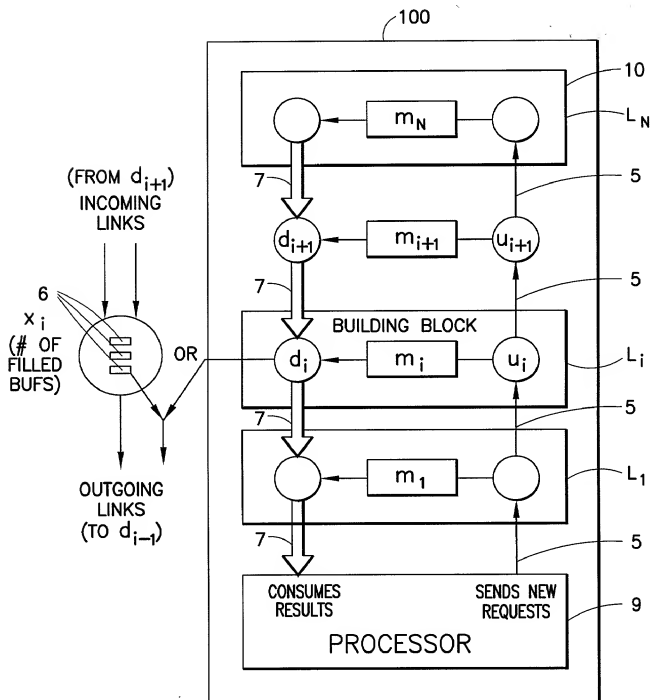 100
10
m_N
L_N
(FROM d_{i+1})
INCOMING
LINKS
7
5
d_{i+1}
m_{i+1}
u_{i+1}
6
x_i
(# OF
FILLED
BUFS)
OR
7
5
BUILDING BLOCK
d_i
m_i
u_i
L_i
7
5
m_1
L_1
OUTGOING
LINKS
(TO d_{i-1})
7
5
CONSUMES
RESULTS
SENDS NEW
REQUESTS
9
PROCESSOR